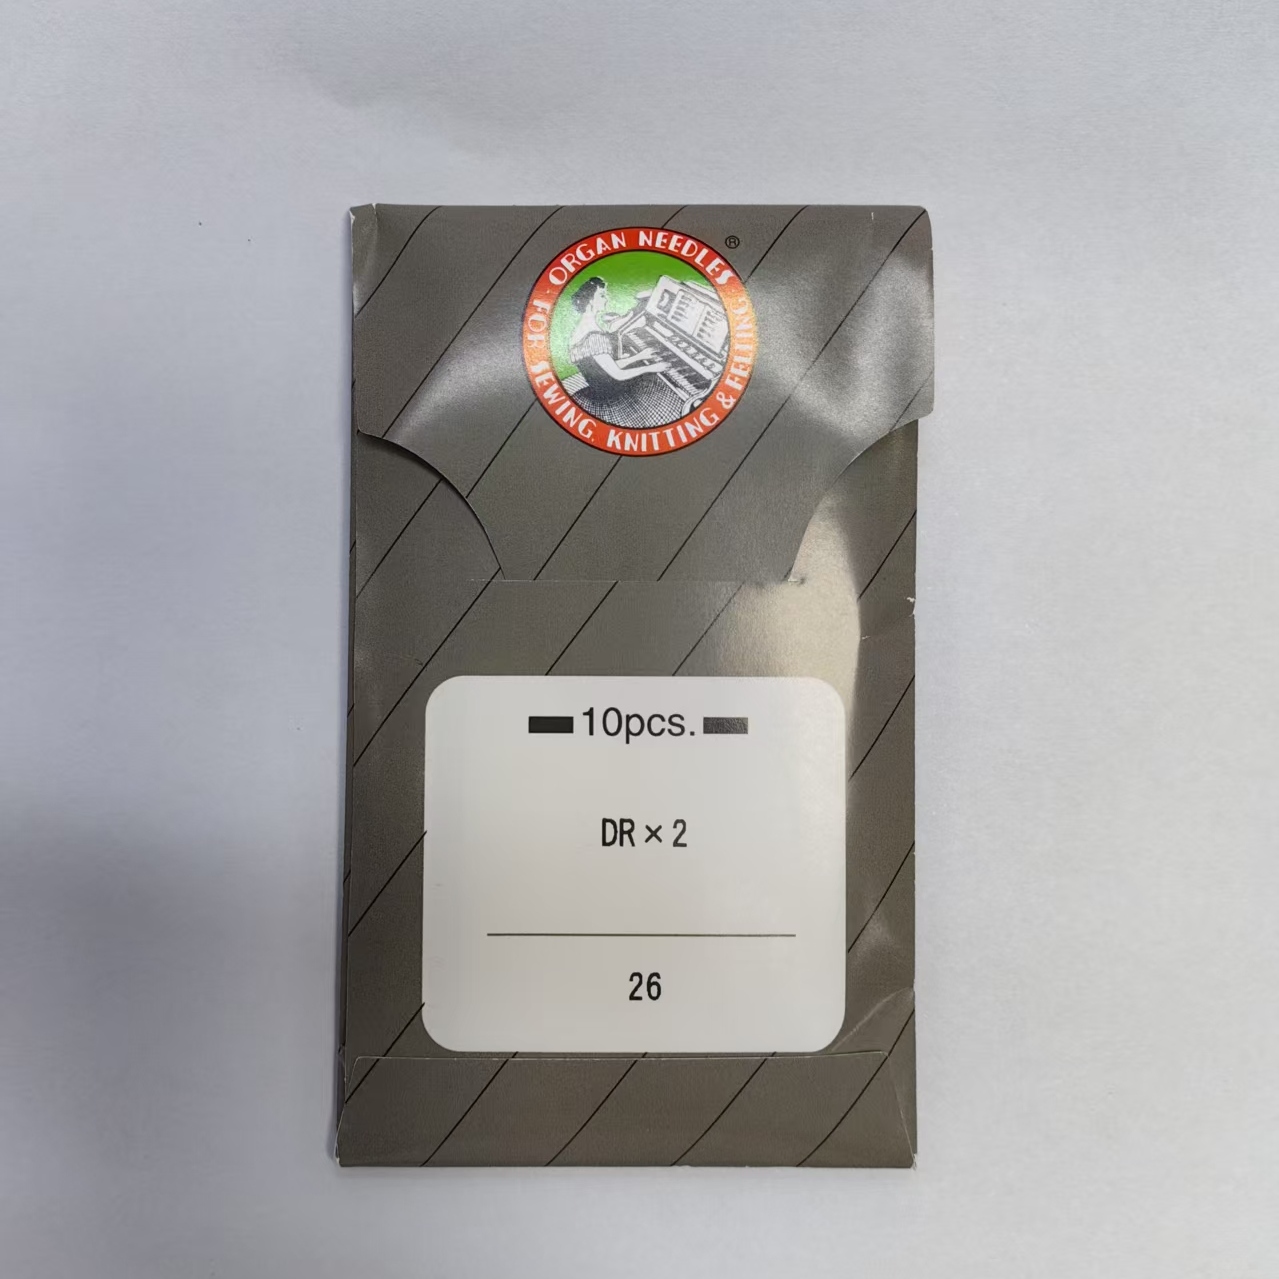 ORGAN NEEDLES
®
· FOR SEWING, KNITTING & FELTING ·
10pcs.
DR × 2
26